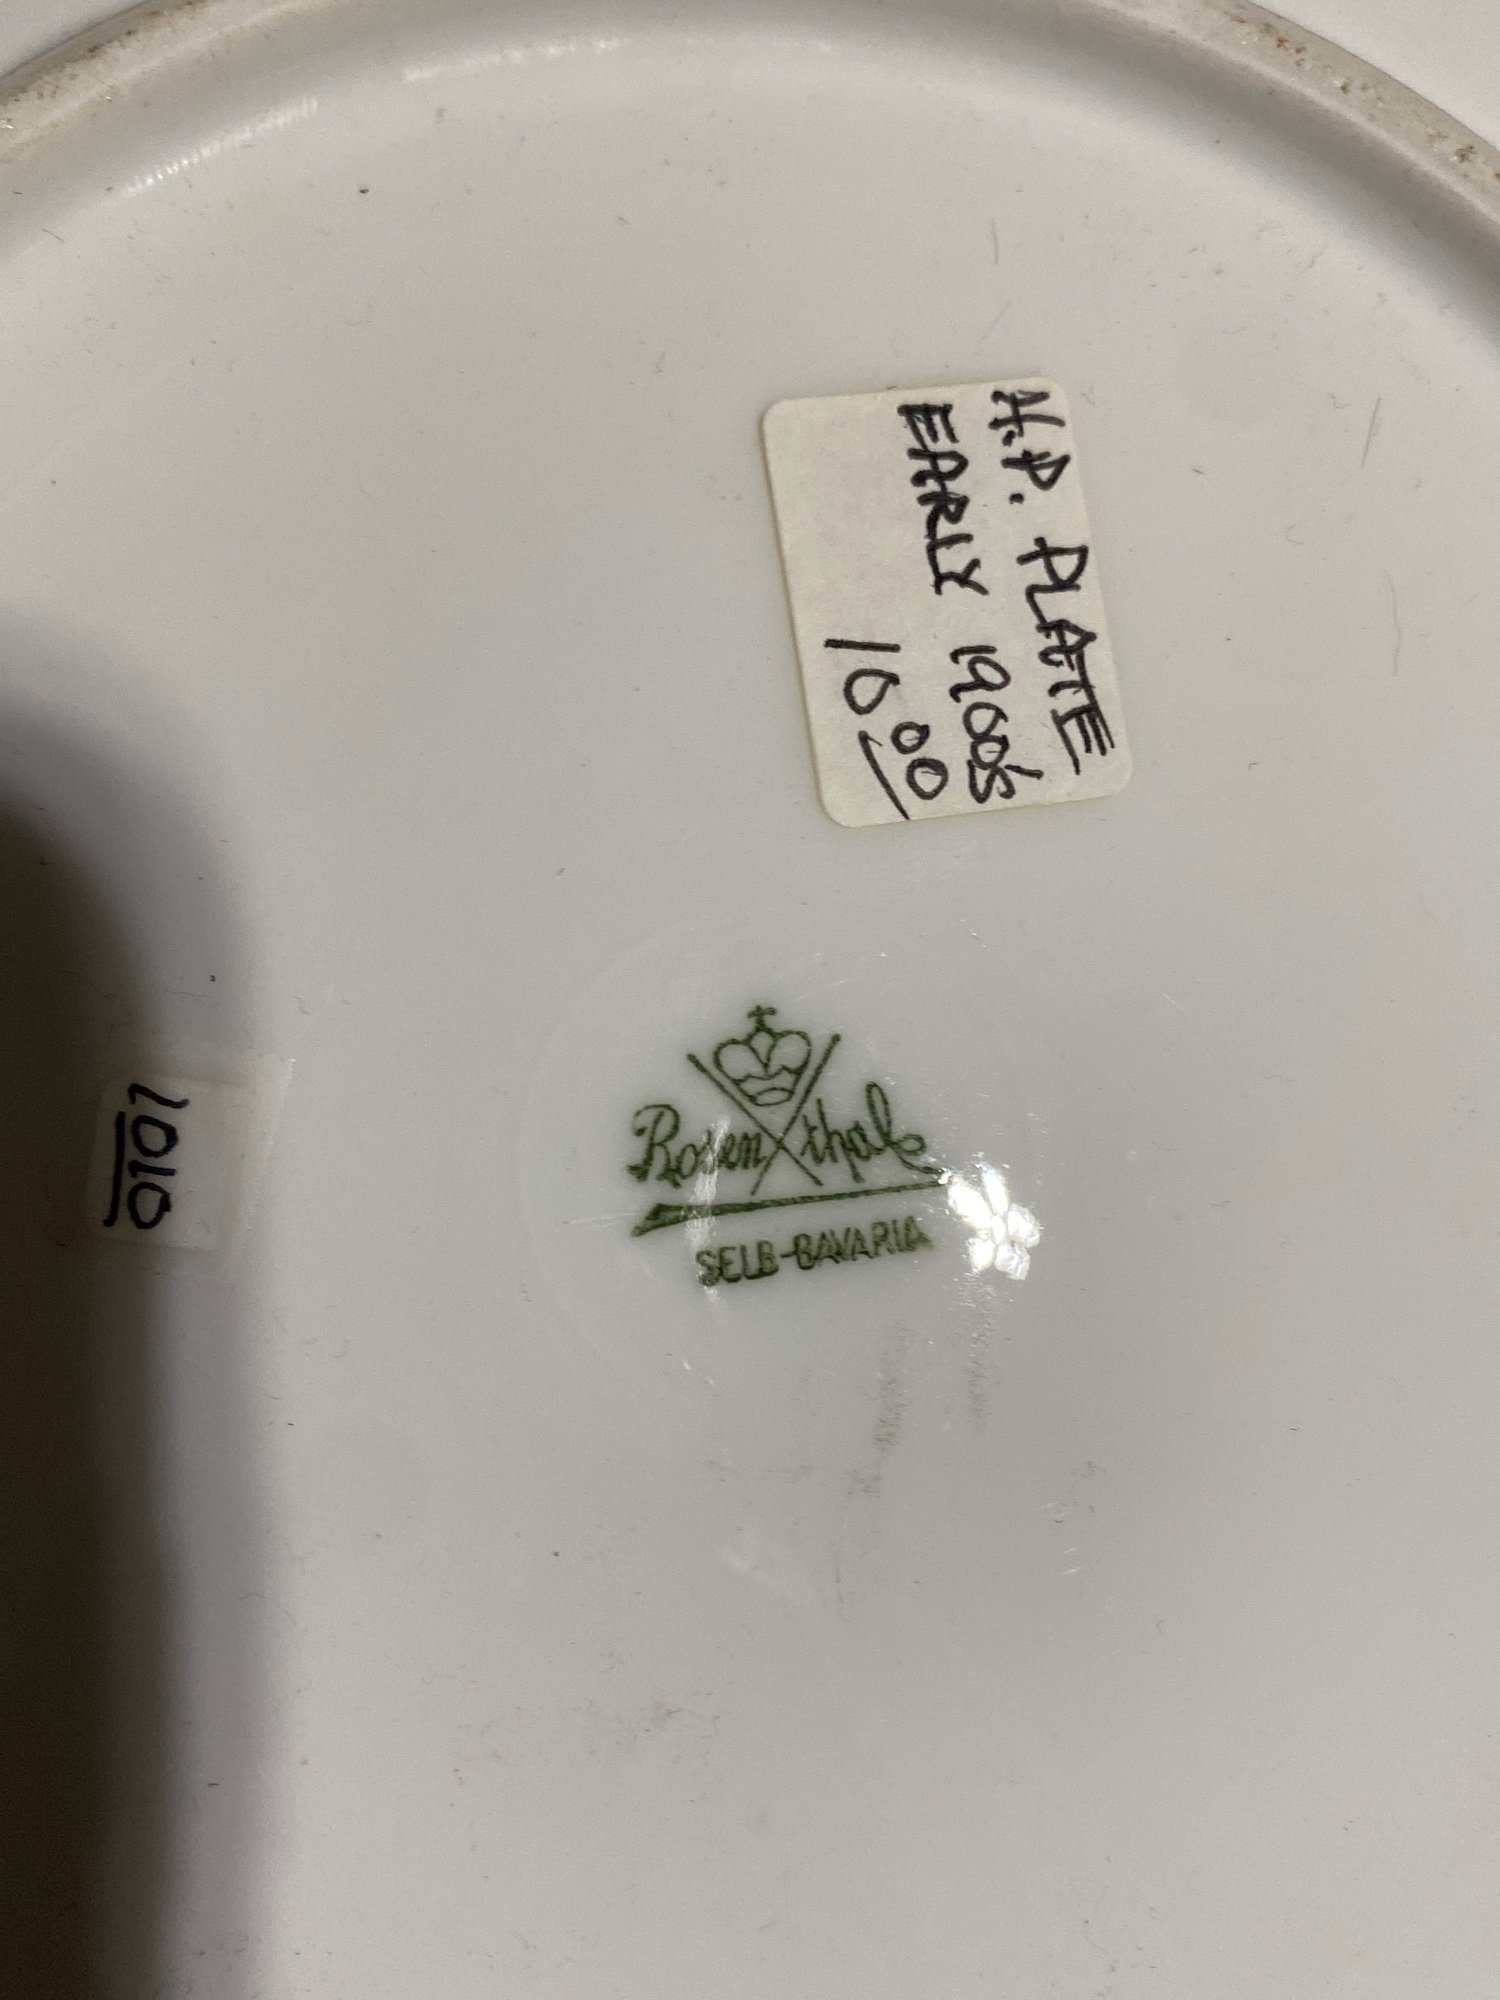 H.P. PLATE
EARLY 1900's
10.00
Rosenthal
SELB-BAVARIA
0101